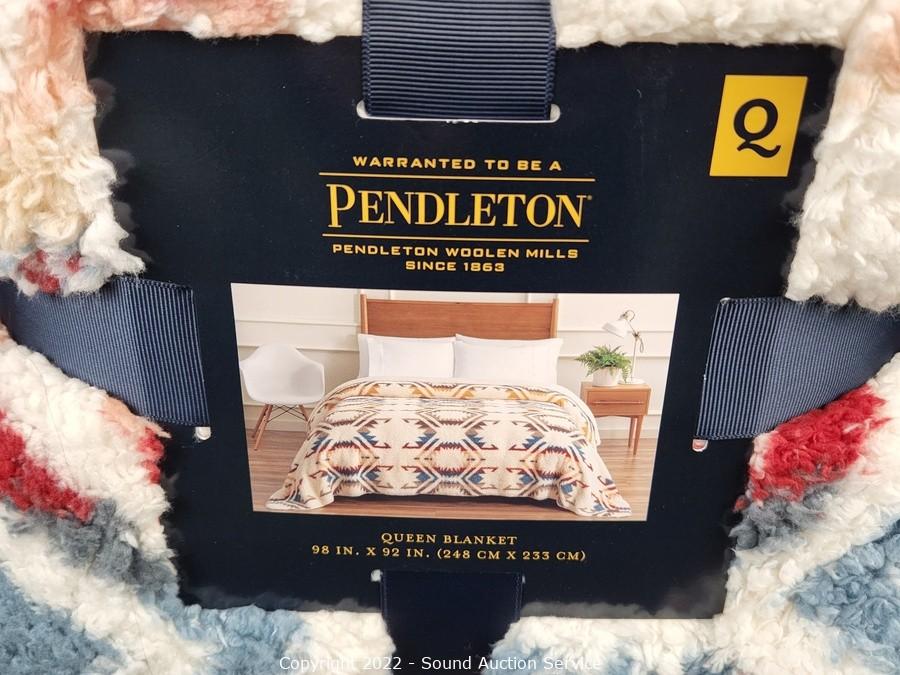 Q
WARRANTED TO BE A
PENDLETON®
PENDLETON WOOLEN MILLS
SINCE 1863
QUEEN BLANKET
98 IN. X 92 IN. (248 CM X 233 CM)
Copyright 2022 - Sound Auction Service